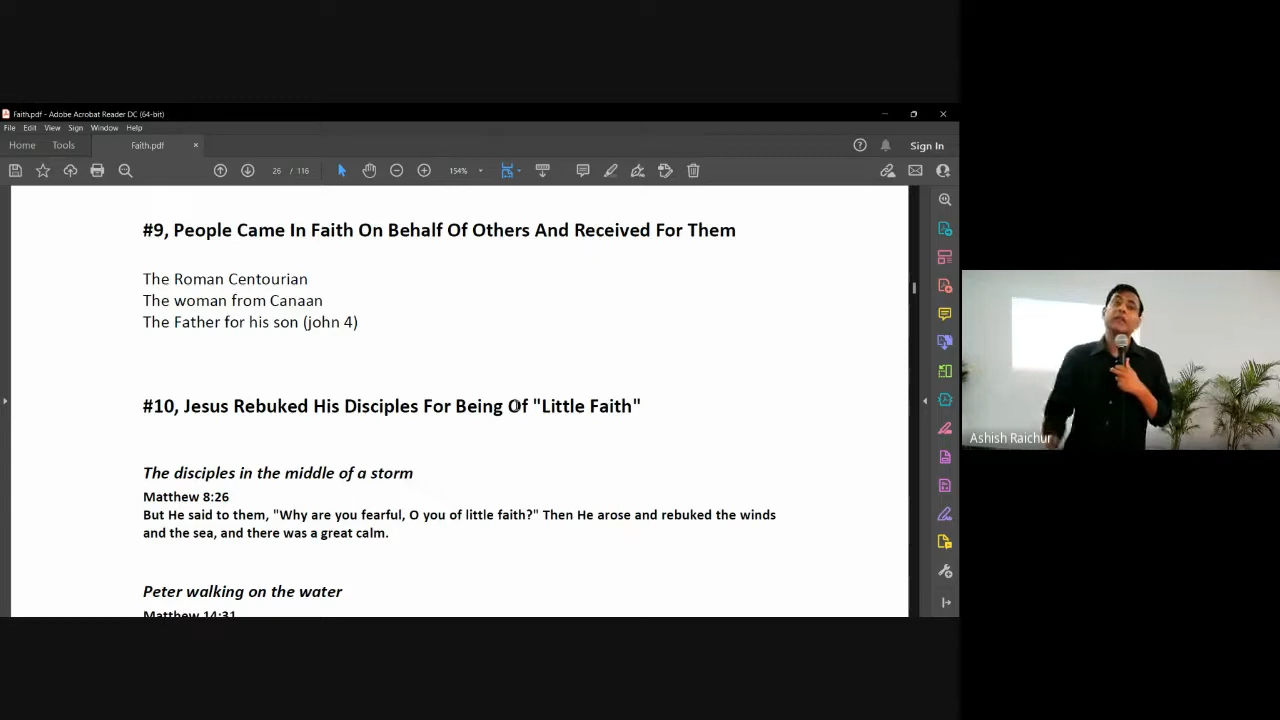 Faith.pdf - Adobe Acrobat Reader DC (64-bit)
File Edit View Sign Window Help
Home Tools Faith.pdf × Sign In
26 / 116 154%
#9, People Came In Faith On Behalf Of Others And Received For Them
The Roman Centourian
The woman from Canaan
The Father for his son (john 4)
#10, Jesus Rebuked His Disciples For Being Of "Little Faith"
The disciples in the middle of a storm
Matthew 8:26
But He said to them, "Why are you fearful, O you of little faith?" Then He arose and rebuked the winds
and the sea, and there was a great calm.
Peter walking on the water
Matthew 14:31
Ashish Raichur